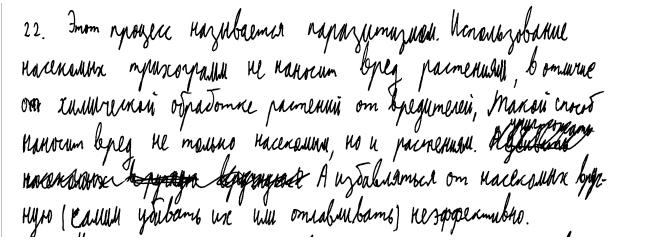 22. Этот процесс называется паразитизмом. Использование
насекомых трихограмм не наносит вред растениям, в отличие
от химической обработке растений от вредителей, такой способ
наносит вред не только насекомым, но и растениям.
А избавляться от насекомых вруч-
ную (самим убивать их или отлавливать) неэффективно.